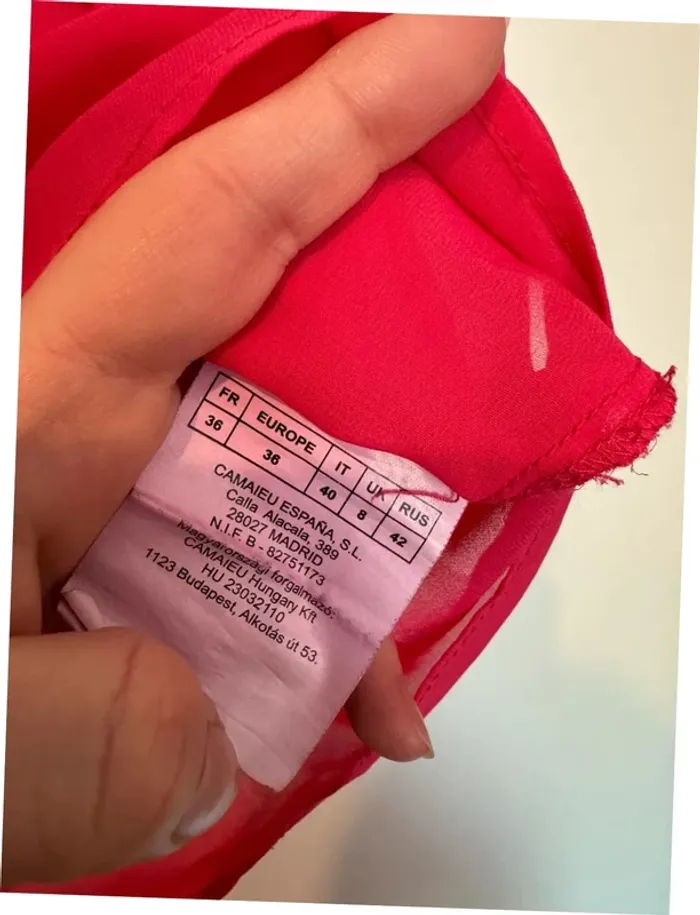 FR EUROPE IT UK RUS
36 36 40 8 42
CAMAIEU ESPAÑA, S.L.
Calla Alacala, 389
28027 MADRID
N.I.F. B - 82751173
Magyarországi forgalmazó:
CAMAIEU Hungary Kft
HU 23032110
1123 Budapest, Alkotás út 53.